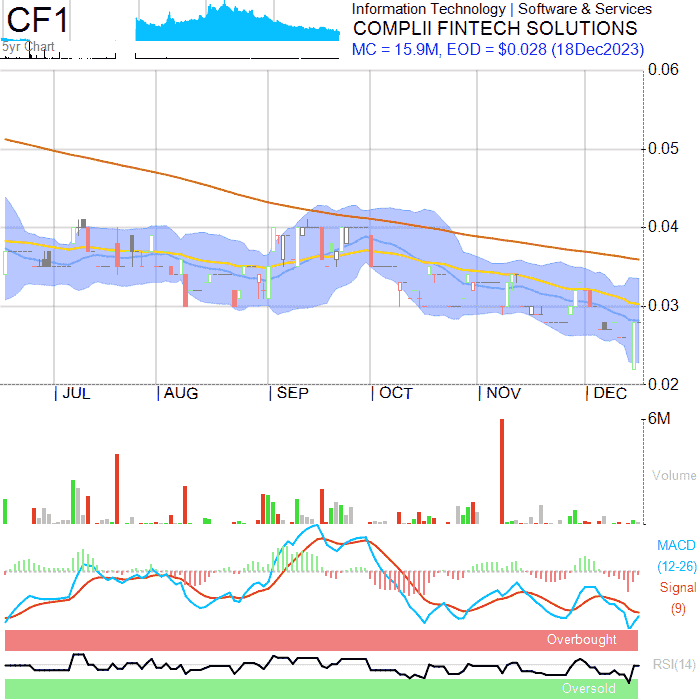 CF1
5yr Chart
Information Technology | Software & Services
COMPLII FINTECH SOLUTIONS
MC = 15.9M, EOD = $0.028 (18Dec2023)
0.06
0.05
0.04
0.03
0.02
| JUL | AUG | SEP | OCT | NOV | DEC
6M
Volume
MACD
(12-26)
Signal
(9)
Overbought
RSI(14)
Oversold